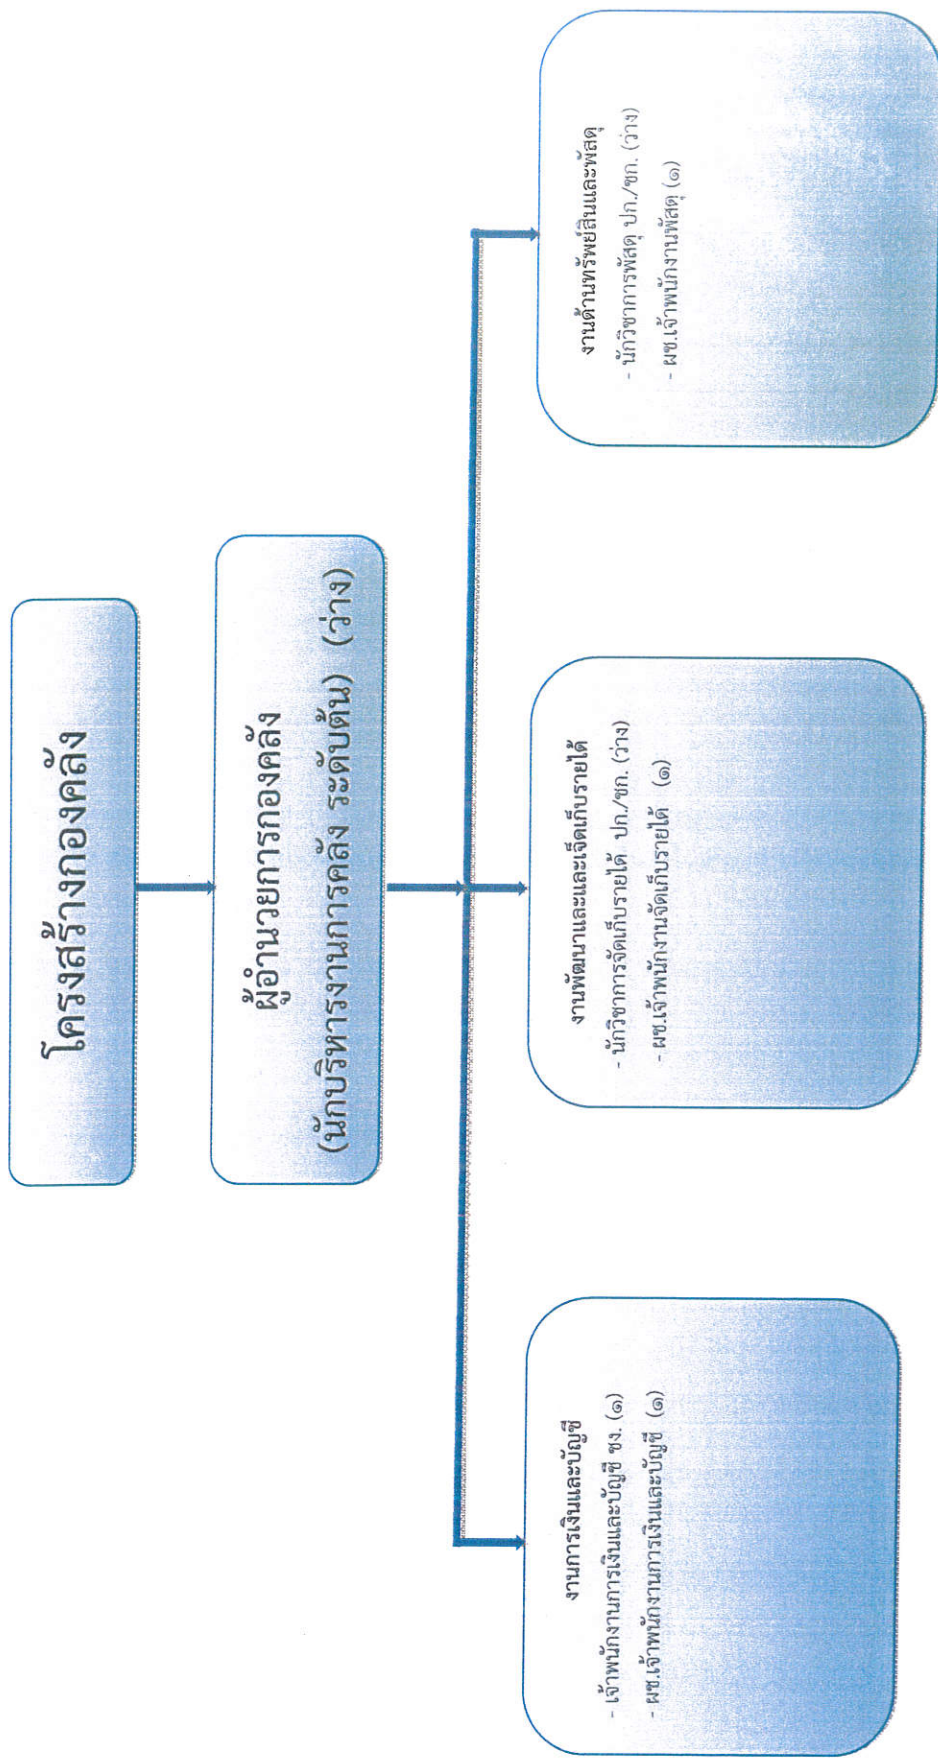 โครงสร้างกองคลัง
ผู้อำนวยการกองคลัง
(นักบริหารงานการคลัง ระดับต้น) (ว่าง)
งานการเงินและบัญชี
- เจ้าพนักงานการเงินและบัญชี ชง. (๑)
- ผช.เจ้าพนักงานการเงินและบัญชี (๑)
งานพัฒนาและและเจ็ดเก็บรายได้
- นักวิชาการจัดเก็บรายได้ ปก./ชก. (ว่าง)
- ผช.เจ้าพนักงานจัดเก็บรายได้ (๑)
งานด้านทรัพย์สินและพัสดุ
- นักวิชาการพัสดุ ปก./ชก. (ว่าง)
- ผช.เจ้าพนักงานพัสดุ (๑)